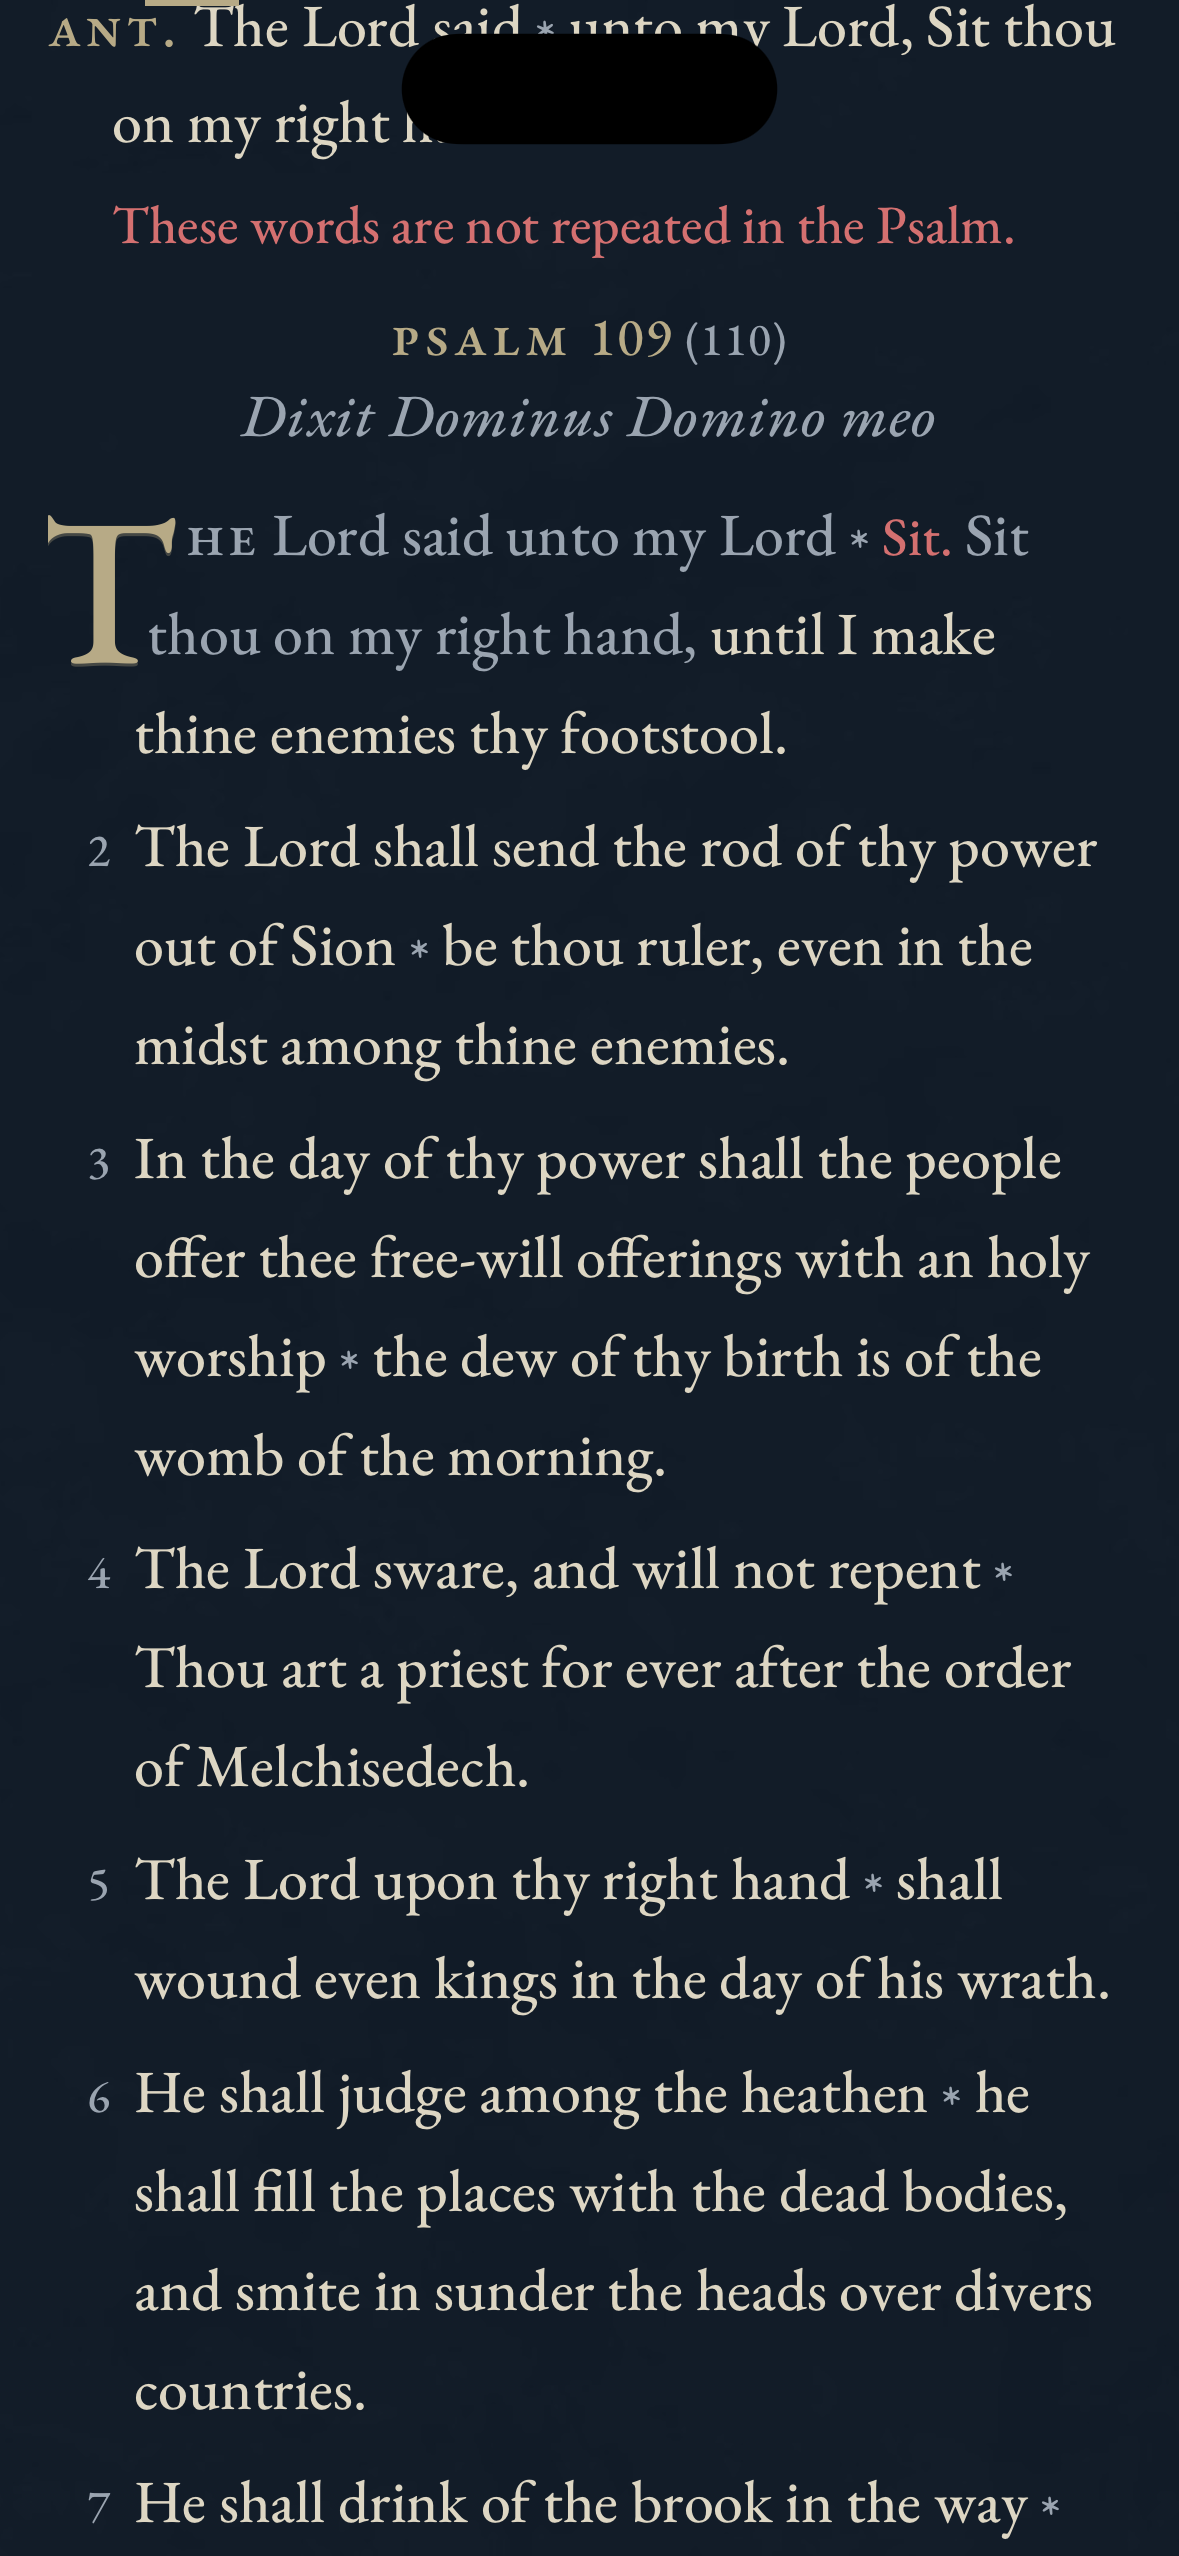 ANT. The Lord said * unto my Lord, Sit thou
on my right
These words are not repeated in the Psalm.
PSALM 109 (110)
Dixit Dominus Domino meo
THE Lord said unto my Lord * Sit. Sit
thou on my right hand, until I make
thine enemies thy footstool.
2 The Lord shall send the rod of thy power
out of Sion * be thou ruler, even in the
midst among thine enemies.
3 In the day of thy power shall the people
offer thee free-will offerings with an holy
worship * the dew of thy birth is of the
womb of the morning.
4 The Lord sware, and will not repent *
Thou art a priest for ever after the order
of Melchisedech.
5 The Lord upon thy right hand * shall
wound even kings in the day of his wrath.
6 He shall judge among the heathen * he
shall fill the places with the dead bodies,
and smite in sunder the heads over divers
countries.
7 He shall drink of the brook in the way *